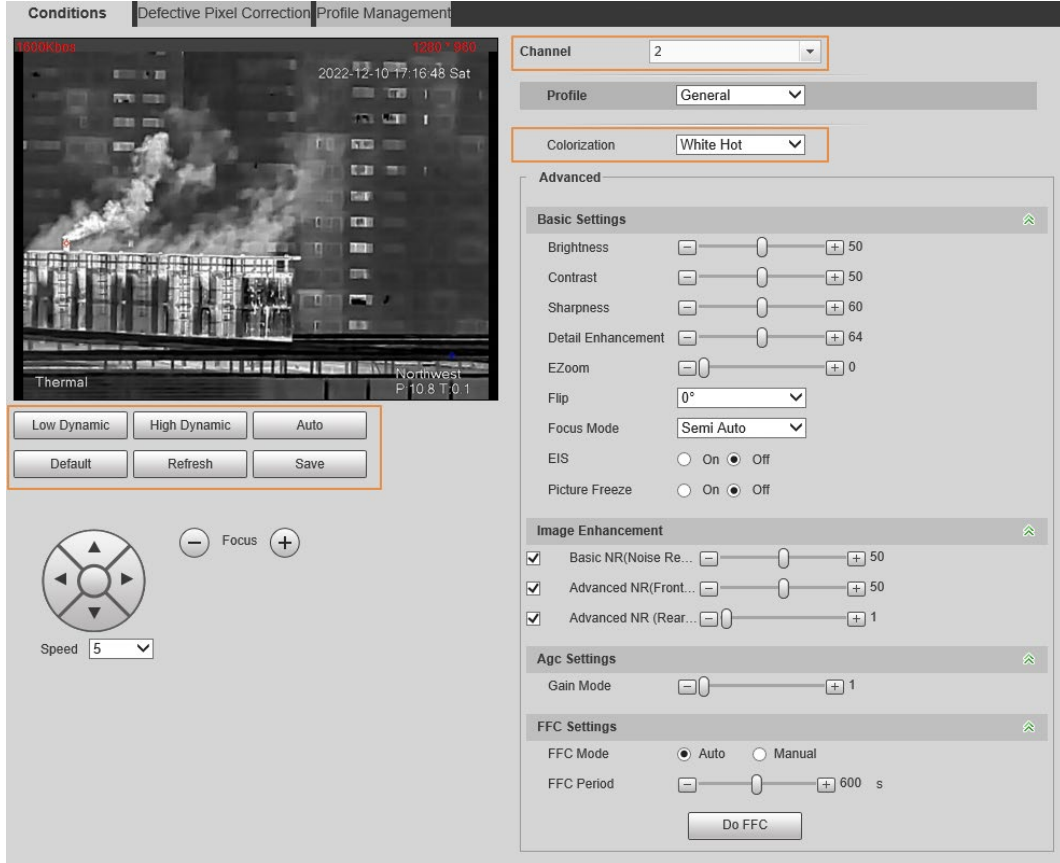 Conditions
Defective Pixel Correction
Profile Management
1600Kbps
1280 * 960
2022-12-10 17:16:48 Sat
Thermal
Northwest
P:10.8 T:0.1
Low Dynamic
High Dynamic
Auto
Default
Refresh
Save
Focus
Speed 5
Channel 2
Profile General
Colorization White Hot
Advanced
Basic Settings
Brightness 50
Contrast 50
Sharpness 60
Detail Enhancement 64
EZoom 0
Flip 0°
Focus Mode Semi Auto
EIS On Off
Picture Freeze On Off
Image Enhancement
Basic NR(Noise Re... 50
Advanced NR(Front... 50
Advanced NR (Rear... 1
Agc Settings
Gain Mode 1
FFC Settings
FFC Mode Auto Manual
FFC Period 600 s
Do FFC